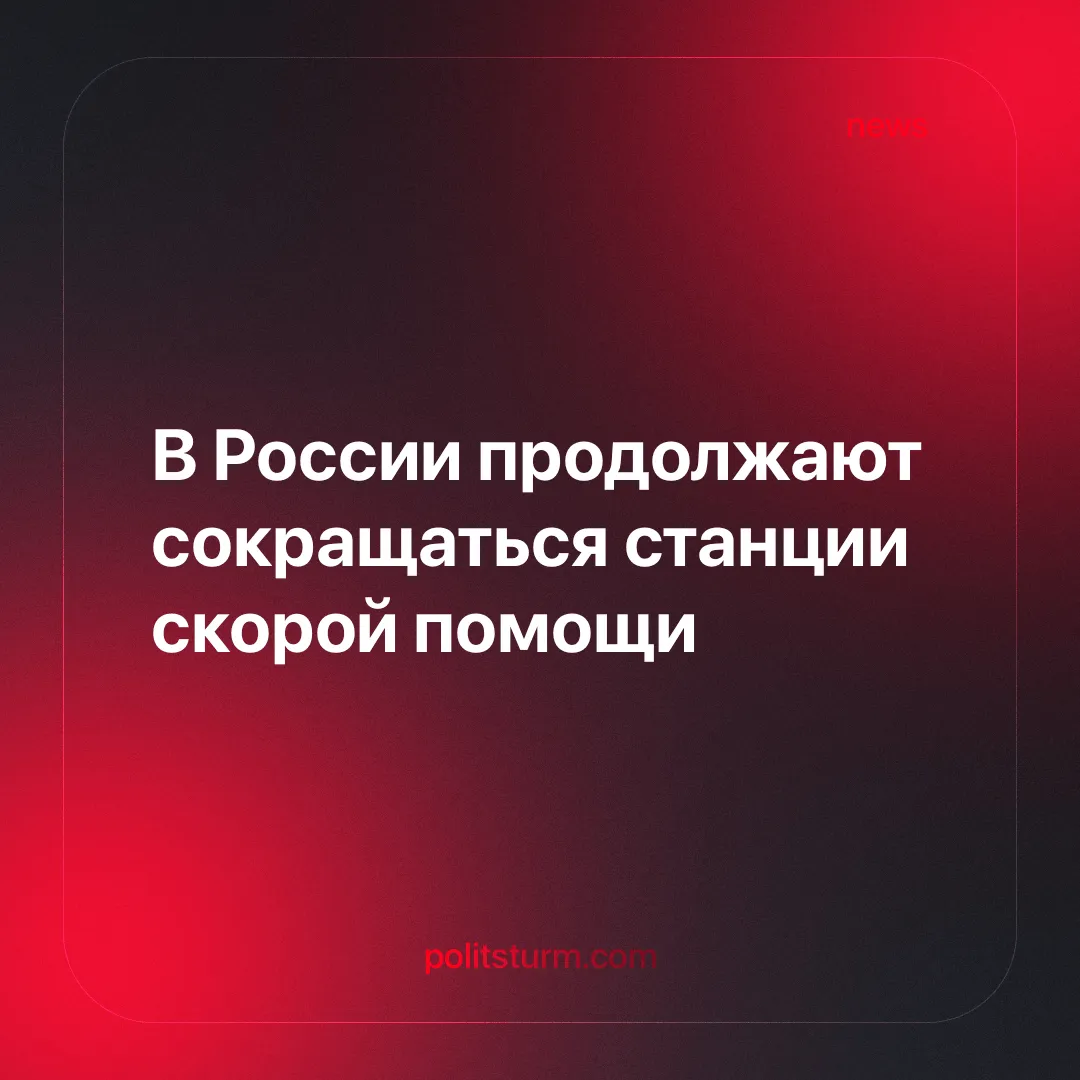 news
В России продолжают
сокращаться станции
скорой помощи
politsturm.com